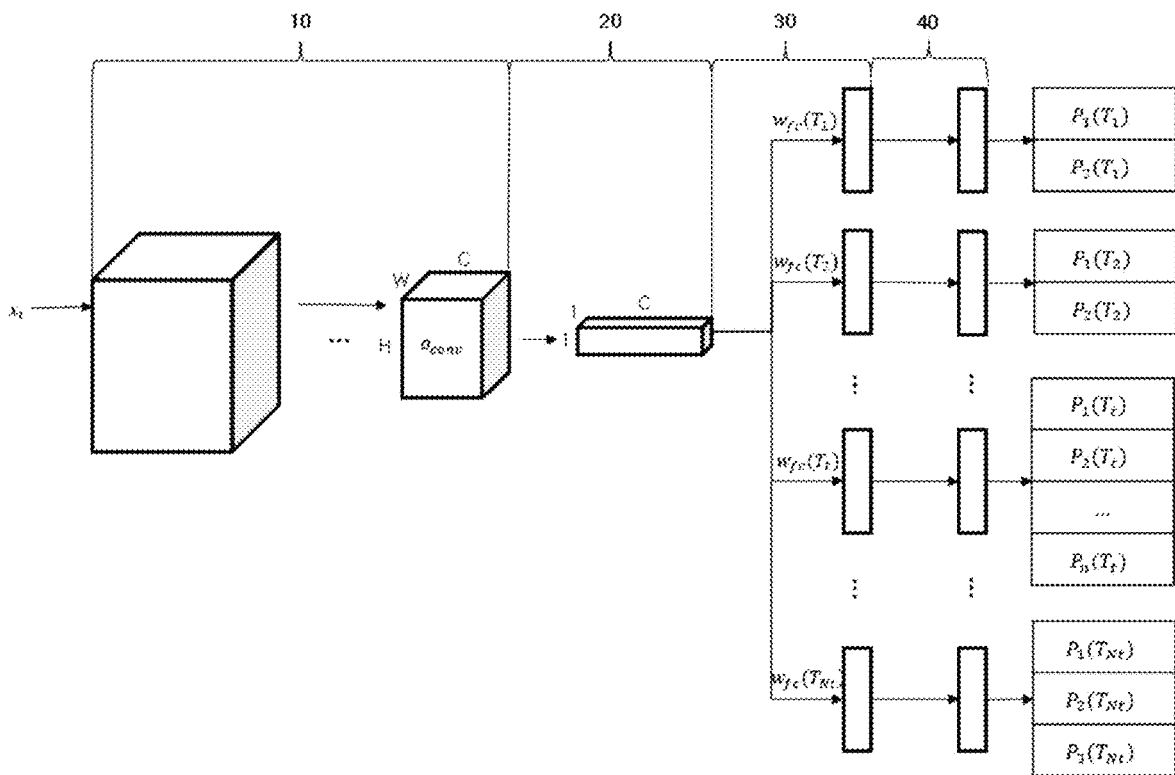 10 20 30 40
w_fc(T_1)
P_1(T_1)
P_2(T_1)
w_fc(T_2)
P_1(T_2)
P_2(T_2)
x_i
...
W
C
H
a_conv
1
1
C
⋮ ⋮
w_fc(T_t)
P_1(T_t)
P_2(T_t)
...
P_n(T_t)
⋮ ⋮
w_fc(T_Nt)
P_1(T_Nt)
P_2(T_Nt)
P_3(T_Nt)